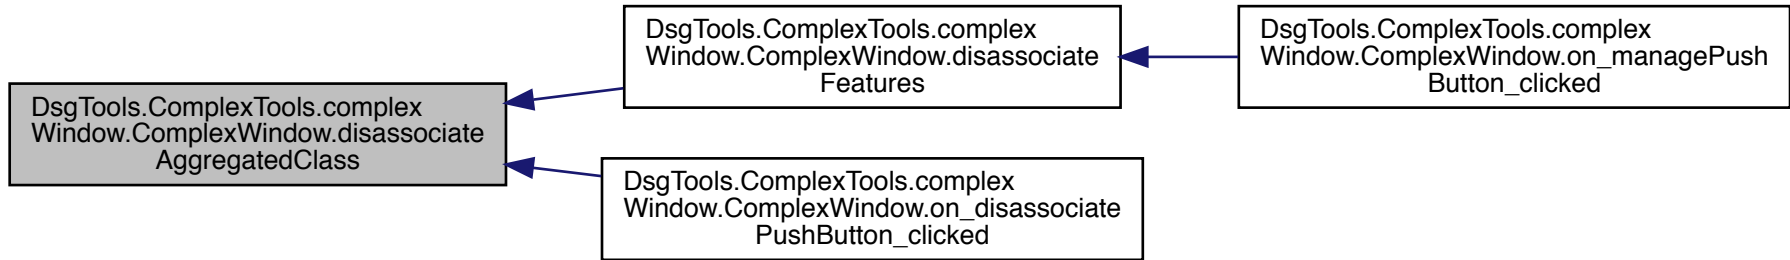 DsgTools.ComplexTools.complex
Window.ComplexWindow.disassociate
AggregatedClass
DsgTools.ComplexTools.complex
Window.ComplexWindow.disassociate
Features
DsgTools.ComplexTools.complex
Window.ComplexWindow.on_managePush
Button_clicked
DsgTools.ComplexTools.complex
Window.ComplexWindow.on_disassociate
PushButton_clicked